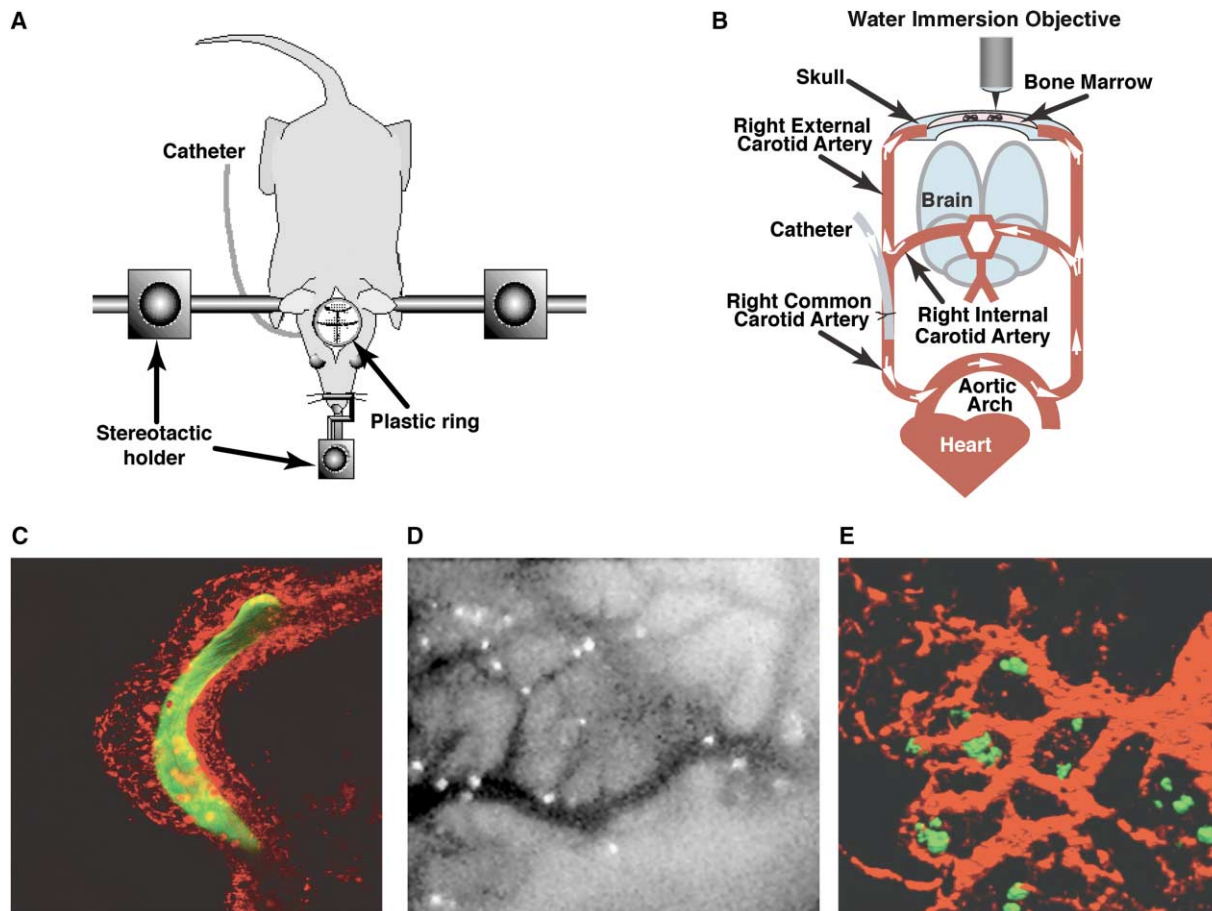 A
Catheter
Stereotactic
holder
Plastic ring
B
Water Immersion Objective
Skull
Bone Marrow
Right External
Carotid Artery
Brain
Catheter
Right Common
Carotid Artery
Right Internal
Carotid Artery
Aortic
Arch
Heart
C
D
E